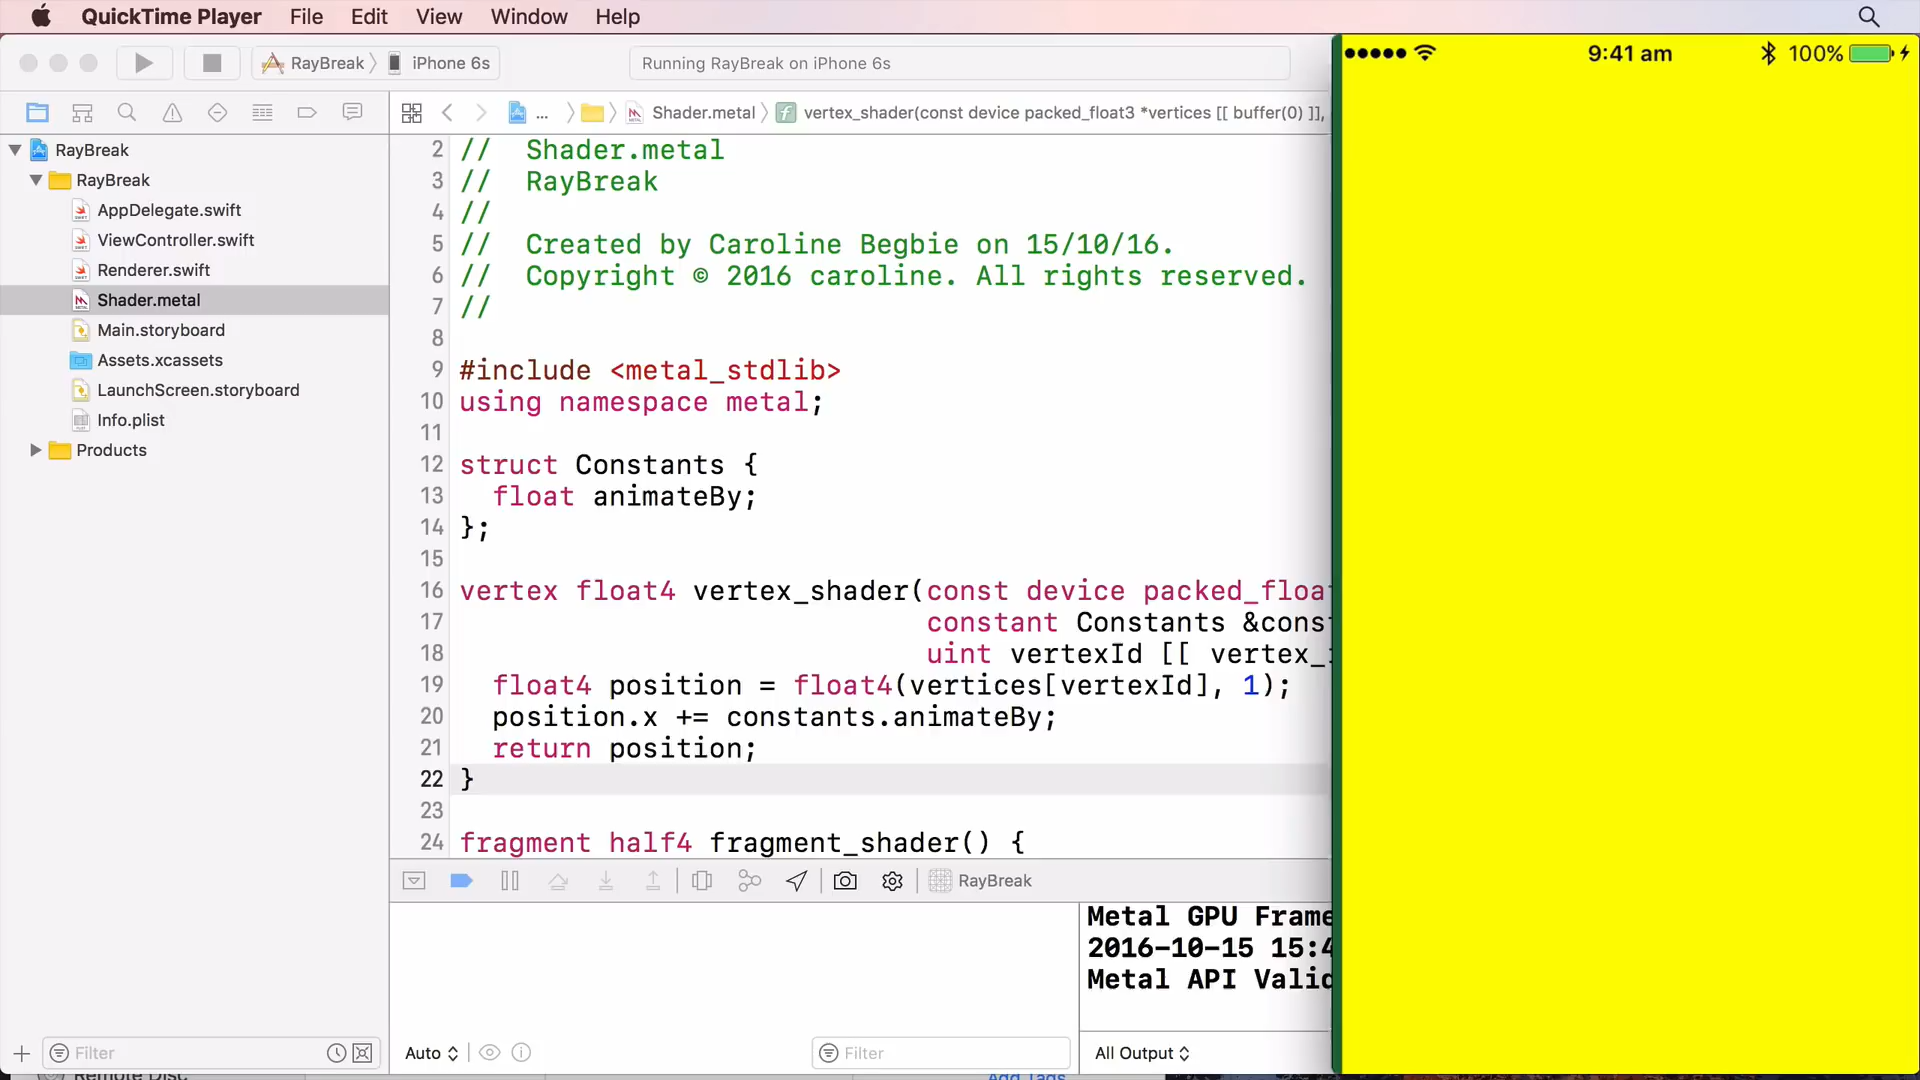 QuickTime Player File Edit View Window Help
RayBreak iPhone 6s
Running RayBreak on iPhone 6s
9:41 am
100%
... Shader.metal vertex_shader(const device packed_float3 *vertices [[ buffer(0) ]],
RayBreak
RayBreak
AppDelegate.swift
ViewController.swift
Renderer.swift
Shader.metal
Main.storyboard
Assets.xcassets
LaunchScreen.storyboard
Info.plist
Products
2 // Shader.metal
3 // RayBreak
4 //
5 // Created by Caroline Begbie on 15/10/16.
6 // Copyright © 2016 caroline. All rights reserved.
7 //
8
9 #include <metal_stdlib>
10 using namespace metal;
11
12 struct Constants {
13 float animateBy;
14 };
15
16 vertex float4 vertex_shader(const device packed_floa
17 constant Constants &cons
18 uint vertexId [[ vertex_
19 float4 position = float4(vertices[vertexId], 1);
20 position.x += constants.animateBy;
21 return position;
22 }
23
24 fragment half4 fragment_shader() {
RayBreak
Metal GPU Frame
2016-10-15 15:4
Metal API Valid
Filter
Auto
Filter
All Output
Remote Disc
Add Tags